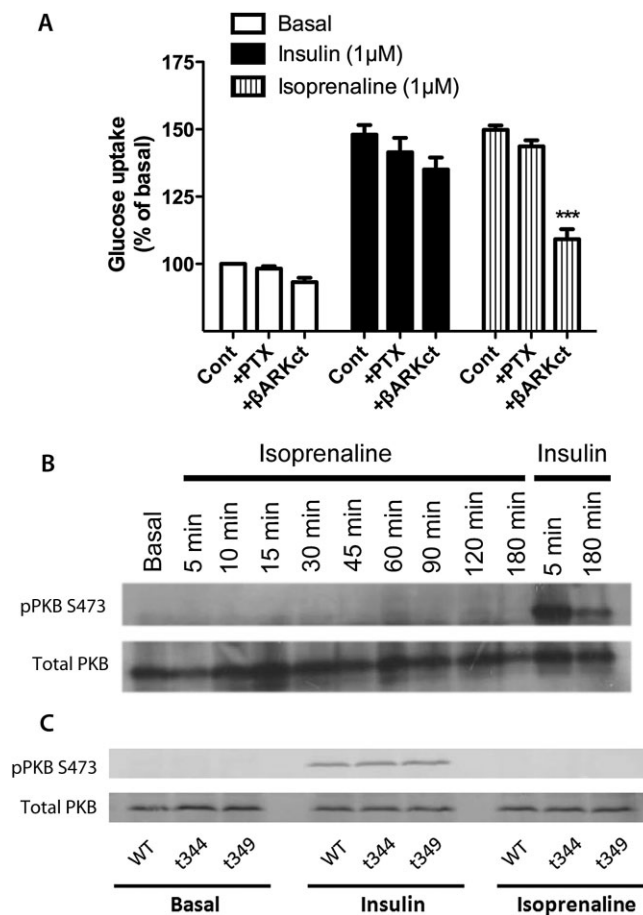 A
Basal
Insulin (1μM)
Isoprenaline (1μM)
Glucose uptake
(% of basal)
175
150
125
100
***
Cont
+PTX
+βARKct
Cont
+PTX
+βARKct
Cont
+PTX
+βARKct
B
Isoprenaline
Insulin
Basal
5 min
10 min
15 min
30 min
45 min
60 min
90 min
120 min
180 min
5 min
180 min
pPKB S473
Total PKB
C
pPKB S473
Total PKB
WT
t344
t349
WT
t344
t349
WT
t344
t349
Basal
Insulin
Isoprenaline